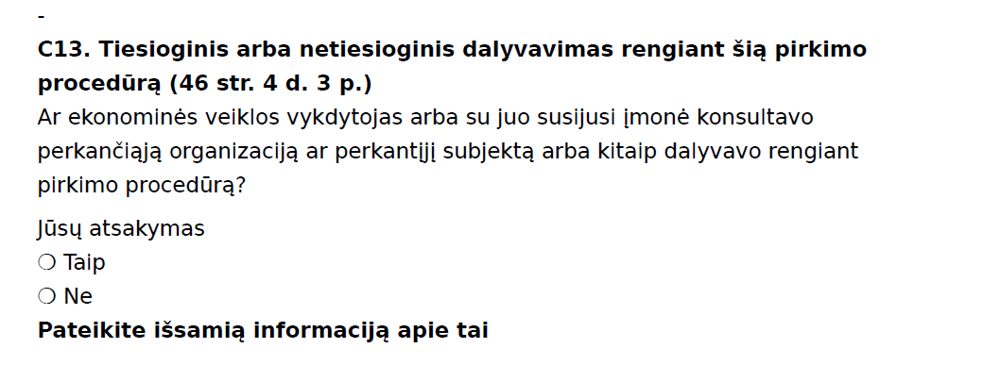 -
C13. Tiesioginis arba netiesioginis dalyvavimas rengiant šią pirkimo
procedūrą (46 str. 4 d. 3 p.)
Ar ekonominės veiklos vykdytojas arba su juo susijusi įmonė konsultavo
perkančiąją organizaciją ar perkantįjį subjektą arba kitaip dalyvavo rengiant
pirkimo procedūrą?
Jūsų atsakymas
❍ Taip
❍ Ne
Pateikite išsamią informaciją apie tai